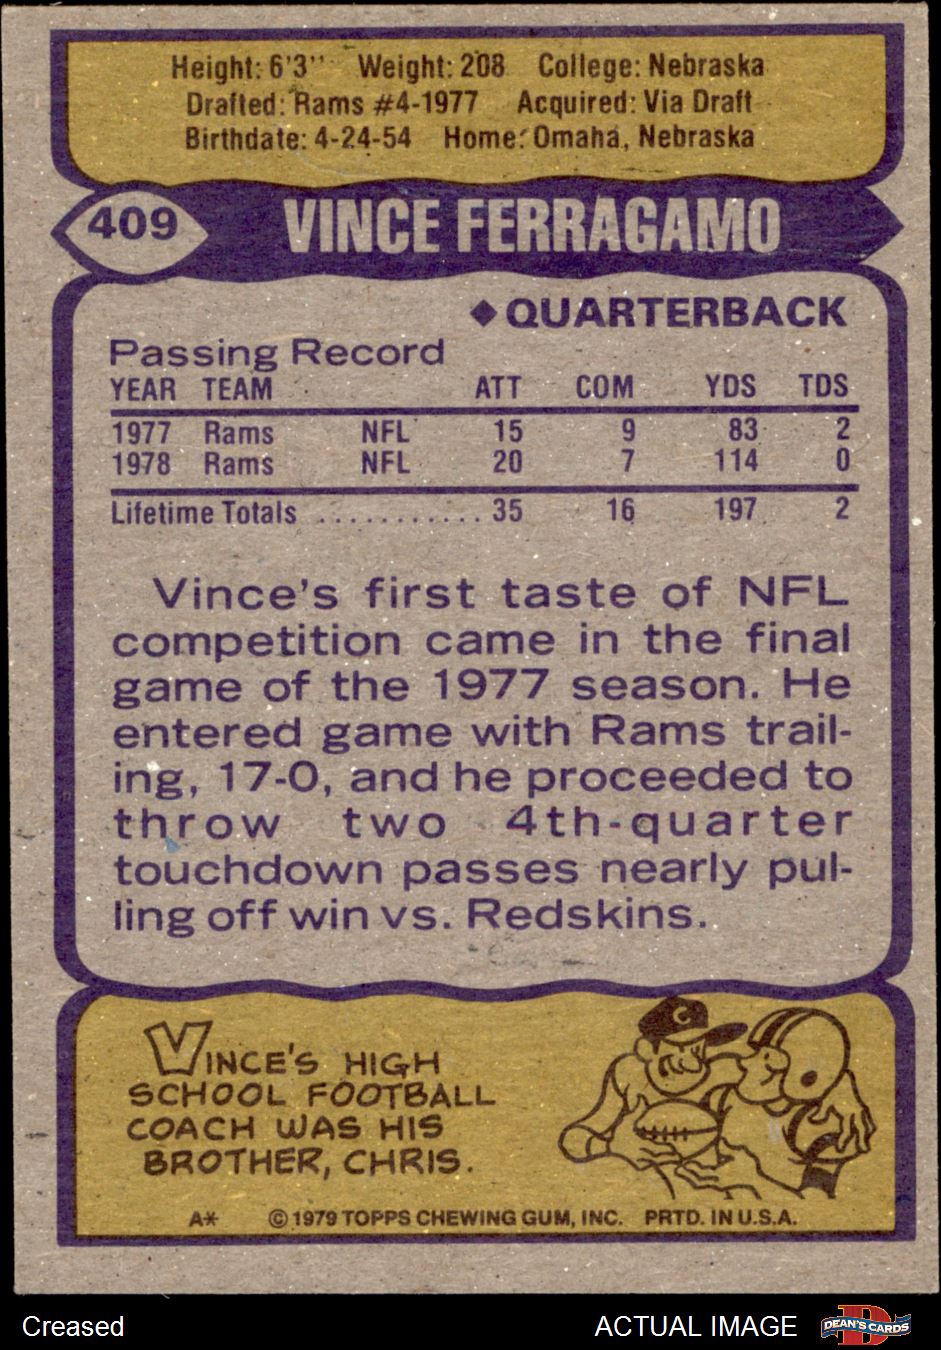 Height: 6'3'' Weight: 208 College: Nebraska
Drafted: Rams #4-1977 Acquired: Via Draft
Birthdate: 4-24-54 Home: Omaha, Nebraska
409 VINCE FERRAGAMO
◆ QUARTERBACK
Passing Record
YEAR TEAM ATT COM YDS TDS
1977 Rams NFL 15 9 83 2
1978 Rams NFL 20 7 114 0
Lifetime Totals ........... 35 16 197 2
Vince's first taste of NFL
competition came in the final
game of the 1977 season. He
entered game with Rams trail-
ing, 17-0, and he proceeded to
throw two 4th-quarter
touchdown passes nearly pul-
ling off win vs. Redskins.
VINCE'S HIGH
SCHOOL FOOTBALL
COACH WAS HIS
BROTHER, CHRIS.
C
A* © 1979 TOPPS CHEWING GUM, INC. PRTD. IN U.S.A.
Creased ACTUAL IMAGE D DEAN'S CARDS